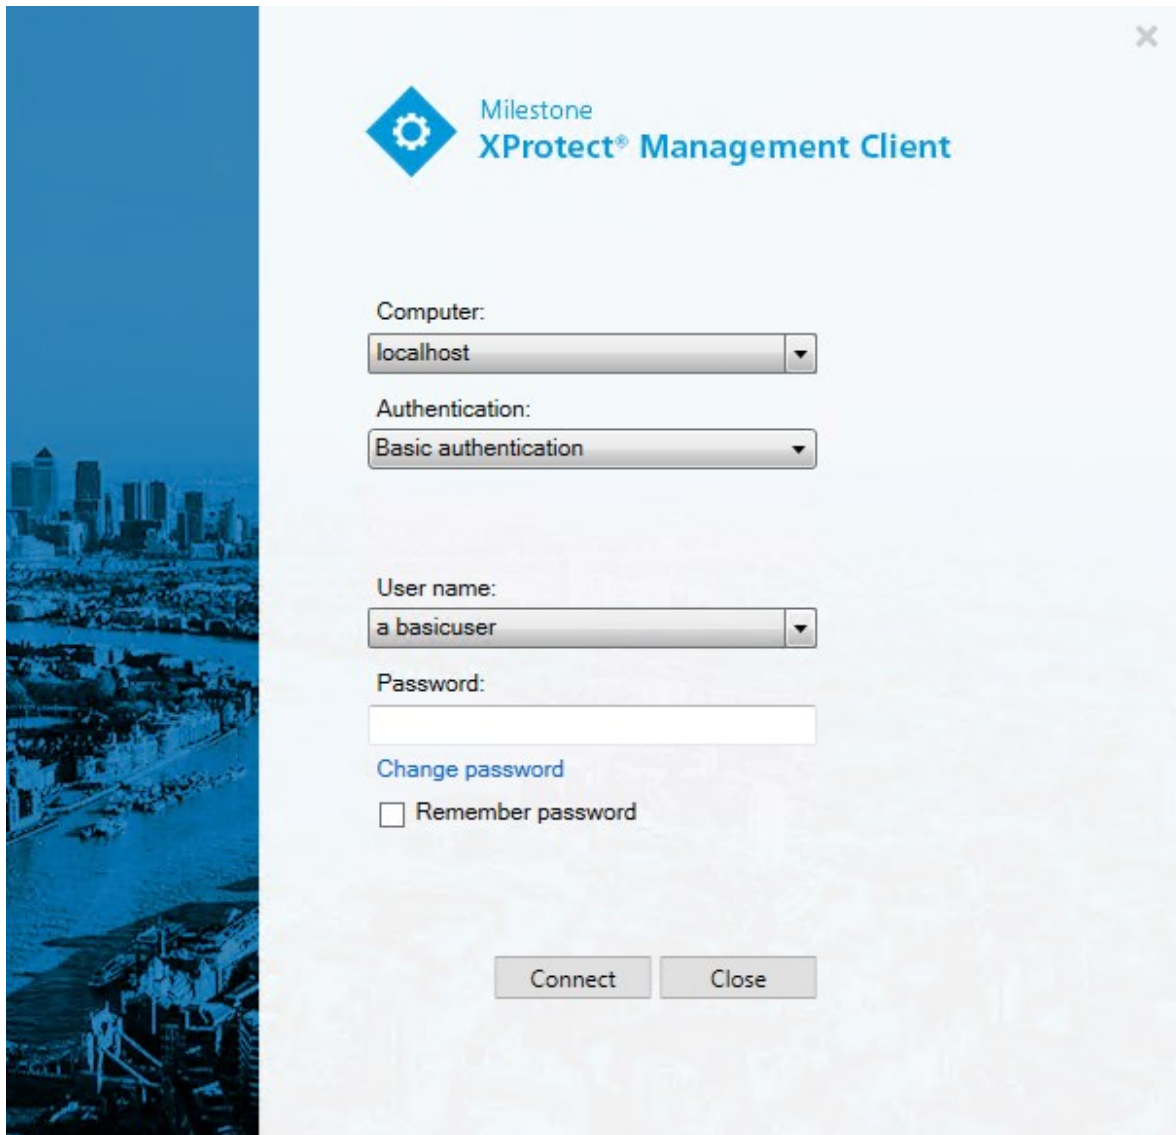 Milestone
XProtect® Management Client
Computer:
localhost
Authentication:
Basic authentication
User name:
a basicuser
Password:
Change password
Remember password
Connect
Close